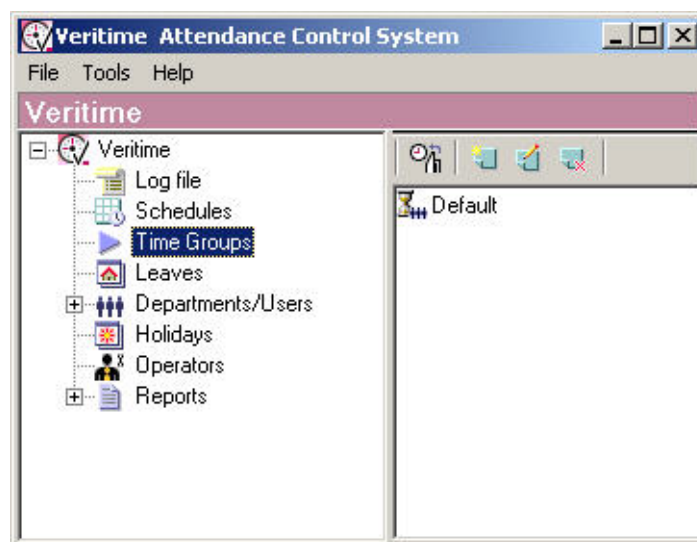 Veritime Attendance Control System
File Tools Help
Veritime
Veritime
Log file
Schedules
Time Groups
Leaves
Departments/Users
Holidays
Operators
Reports
Default